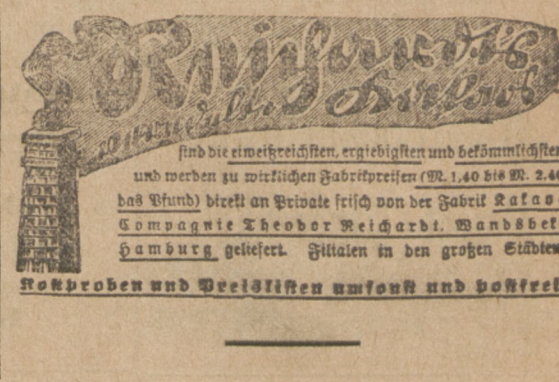 Reichardt's
Kakaos
sind die eiweißreichsten, ergiebigsten und bekömmlichsten
und werden zu wirklichen Fabrikpreisen (M. 1.40 bis M. 2.40
das Pfund) direkt an Private frisch von der Fabrik Kakao-
Compagnie Theodor Reichardt, Wandsbek-
Hamburg geliefert. Filialen in den großen Städten
Kostproben und Preislisten umsonst und postfrei